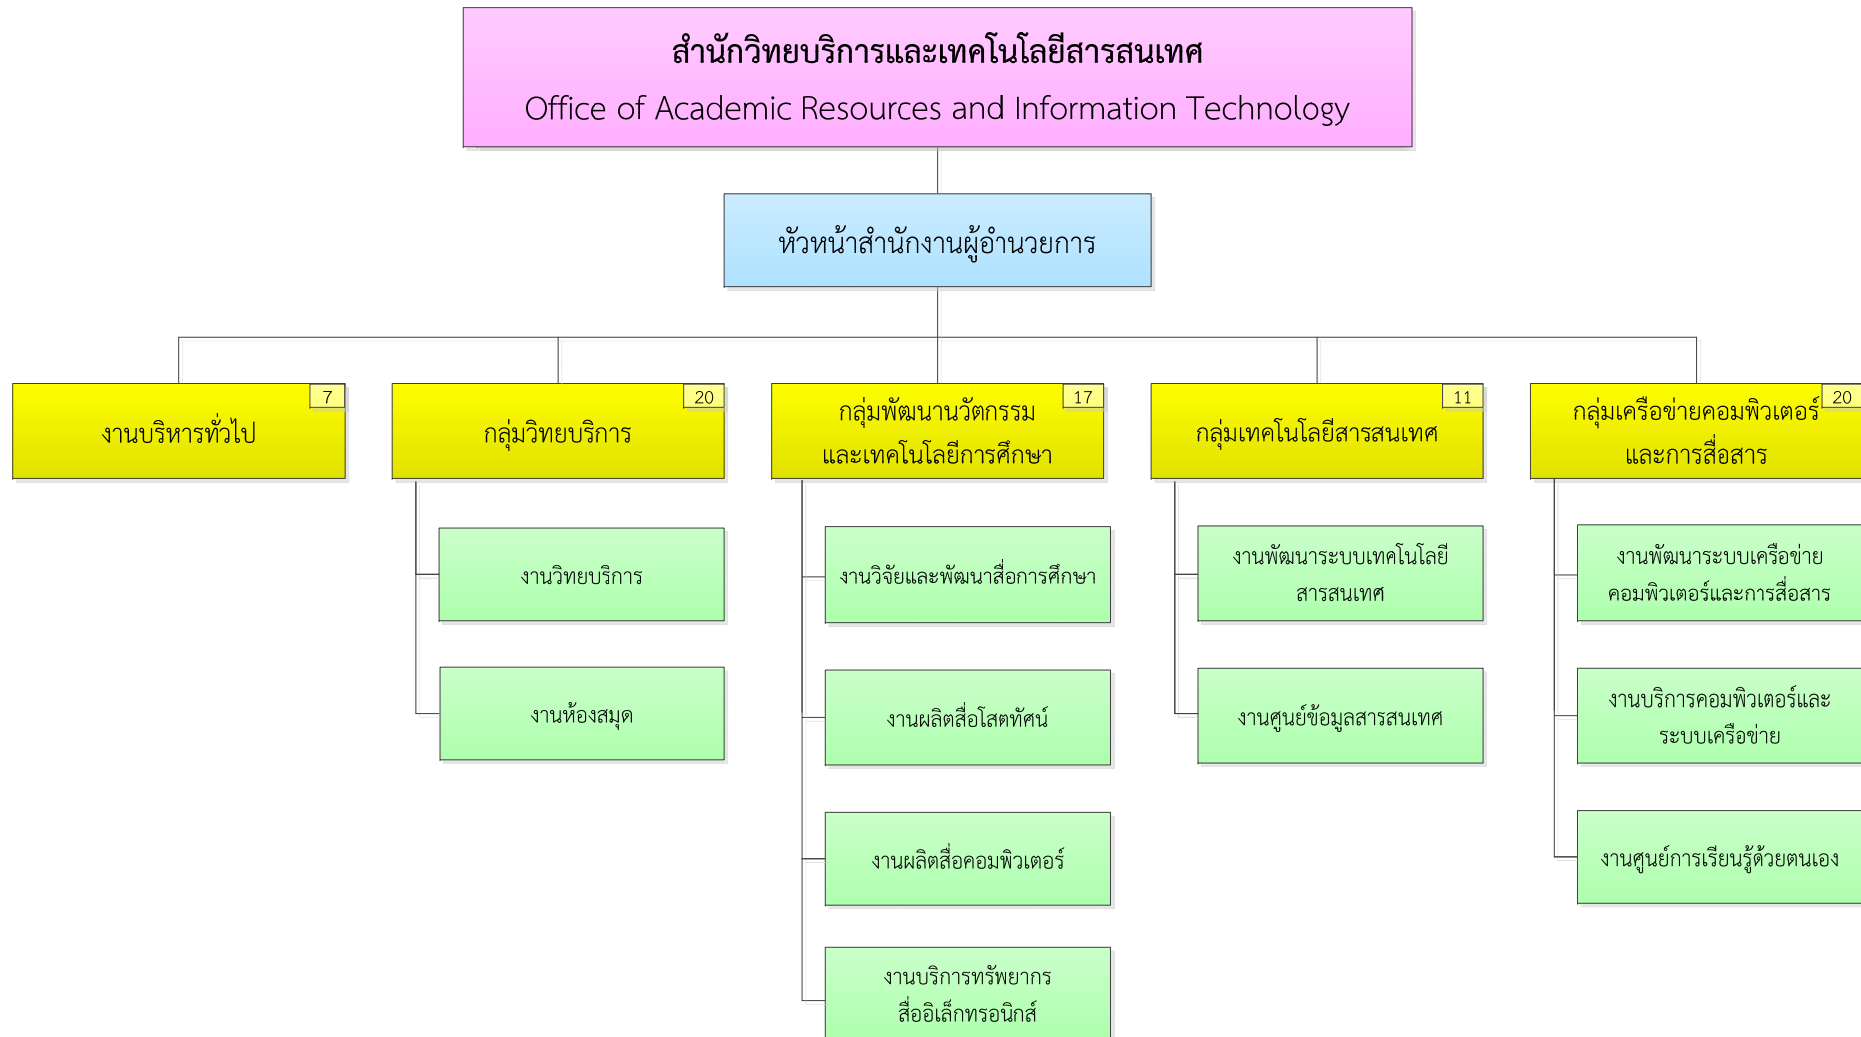 สำนักวิทยบริการและเทคโนโลยีสารสนเทศ
Office of Academic Resources and Information Technology
หัวหน้าสำนักงานผู้อำนวยการ
7
งานบริหารทั่วไป
20
กลุ่มวิทยบริการ
17
กลุ่มพัฒนานวัตกรรม
และเทคโนโลยีการศึกษา
11
กลุ่มเทคโนโลยีสารสนเทศ
20
กลุ่มเครือข่ายคอมพิวเตอร์
และการสื่อสาร
งานวิทยบริการ
งานห้องสมุด
งานวิจัยและพัฒนาสื่อการศึกษา
งานผลิตสื่อโสตทัศน์
งานผลิตสื่อคอมพิวเตอร์
งานบริการทรัพยากร
สื่ออิเล็กทรอนิกส์
งานพัฒนาระบบเทคโนโลยี
สารสนเทศ
งานศูนย์ข้อมูลสารสนเทศ
งานพัฒนาระบบเครือข่าย
คอมพิวเตอร์และการสื่อสาร
งานบริการคอมพิวเตอร์และ
ระบบเครือข่าย
งานศูนย์การเรียนรู้ด้วยตนเอง